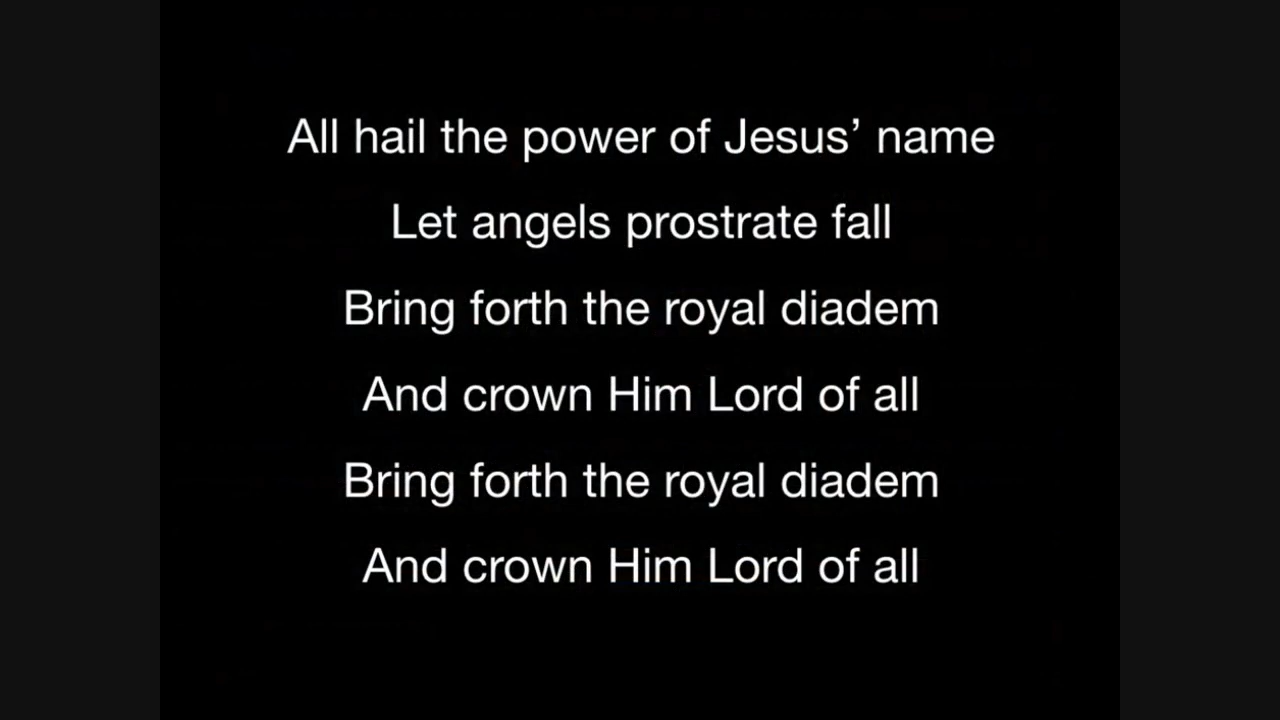 All hail the power of Jesus’ name
Let angels prostrate fall
Bring forth the royal diadem
And crown Him Lord of all
Bring forth the royal diadem
And crown Him Lord of all